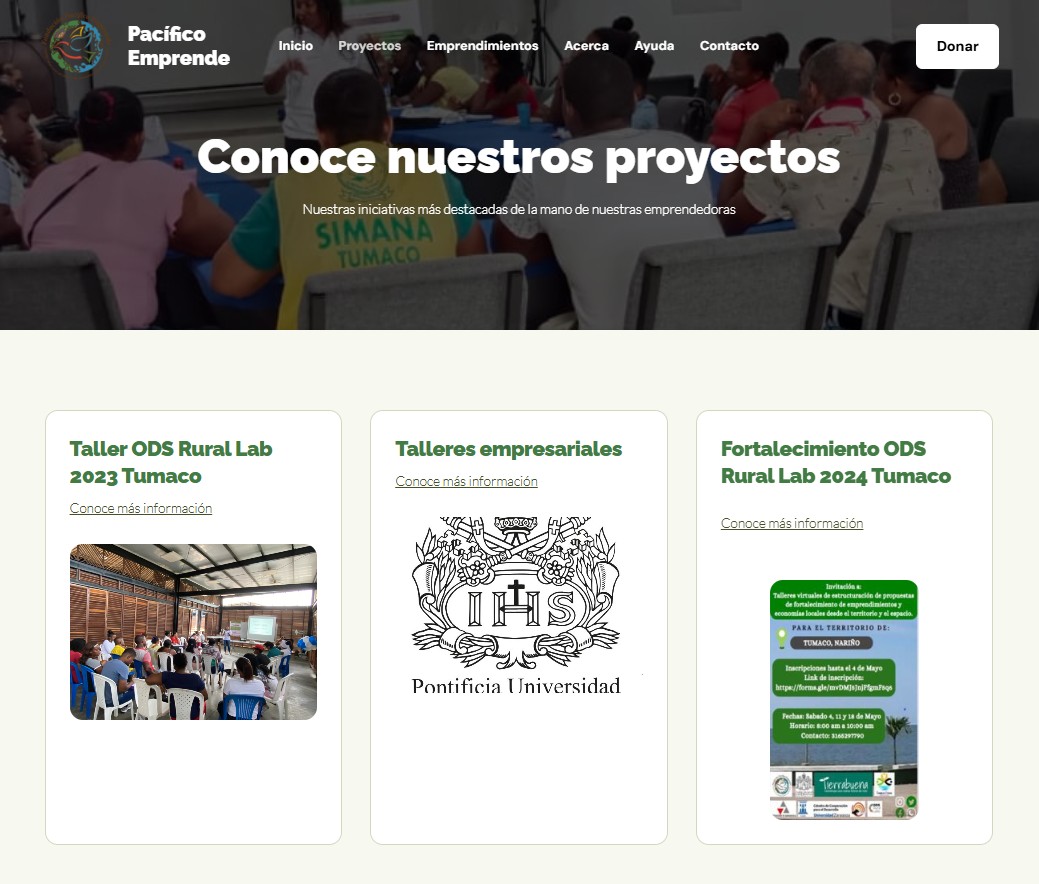 Pacífico
Emprende
Inicio
Proyectos
Emprendimientos
Acerca
Ayuda
Contacto
Donar
Conoce nuestros proyectos
Nuestras iniciativas más destacadas de la mano de nuestras emprendedoras
SIMANA
TUMACO
Taller ODS Rural Lab
2023 Tumaco
Conoce más información
Talleres empresariales
Conoce más información
IHS
Pontificia Universidad
Fortalecimiento ODS
Rural Lab 2024 Tumaco
Conoce más información
Invitación a:
Talleres virtuales de estructuración de propuestas
de fortalecimiento de emprendimientos y
economías locales desde el territorio y el espacio.
PARA EL TERRITORIO DE:
TUMACO, NARIÑO
Inscripciones hasta el 4 de Mayo
Link de inscripción:
Fechas: Sabado 4, 11 y 18 de Mayo
Horario: 8:00 am a 10:00 am
Contacto: 3168297790
Tierrabuena